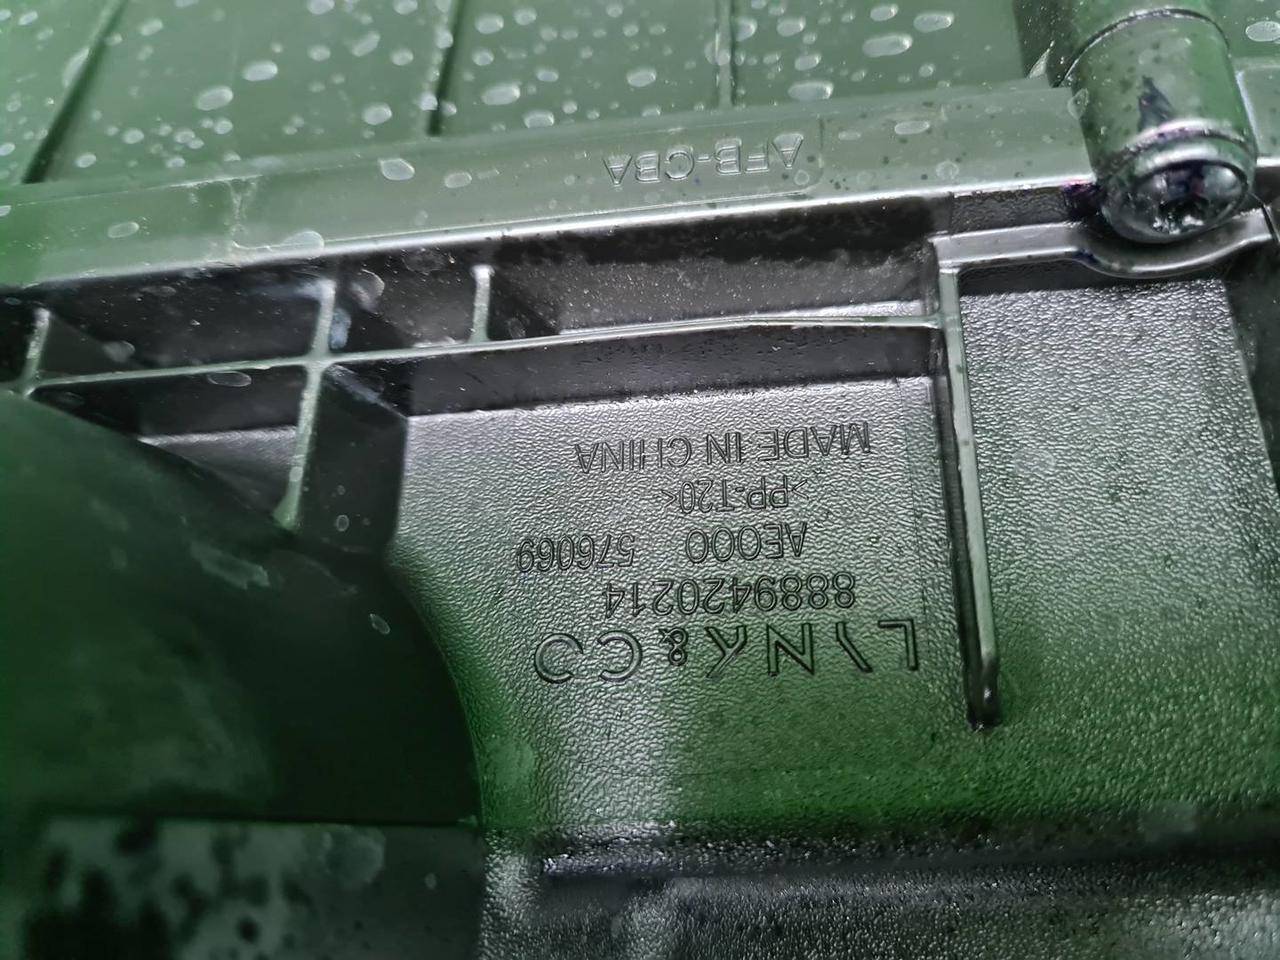 LYNK & CO
8889420214
AE000 576069
>PP-T20<
MADE IN CHINA
AFB-CBA